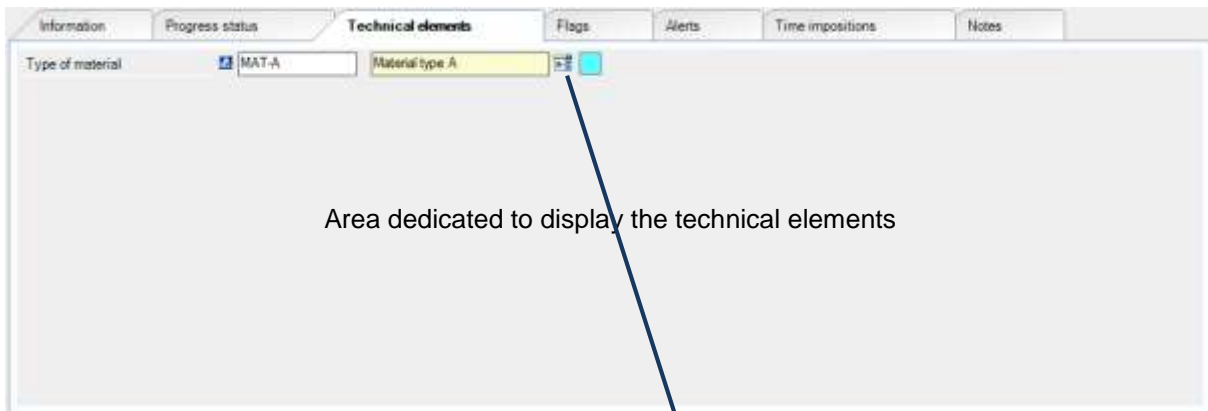 Information Progress status Technical elements Flags Alerts Time impositions Notes
Type of material MAT-A Material type A
Area dedicated to display the technical elements